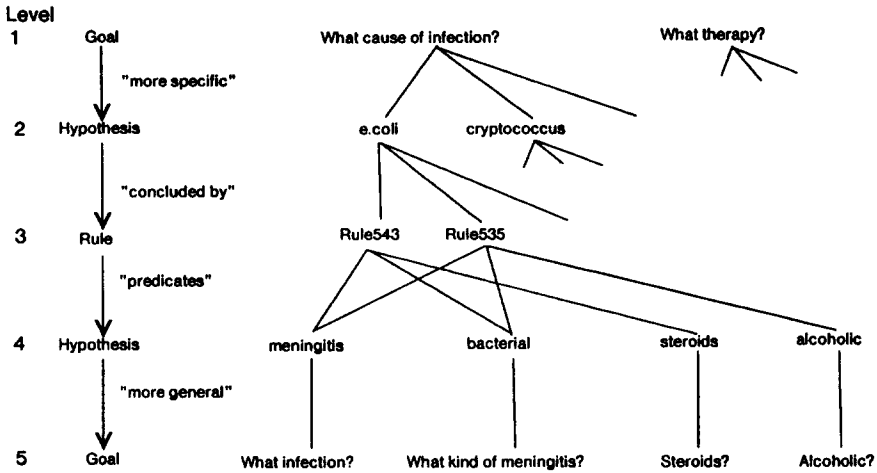 Level
1 Goal What cause of infection? What therapy?
"more specific"
2 Hypothesis e.coli cryptococcus
"concluded by"
3 Rule Rule543 Rule535
"predicates"
4 Hypothesis meningitis bacterial steroids alcoholic
"more general"
5 Goal What infection? What kind of meningitis? Steroids? Alcoholic?